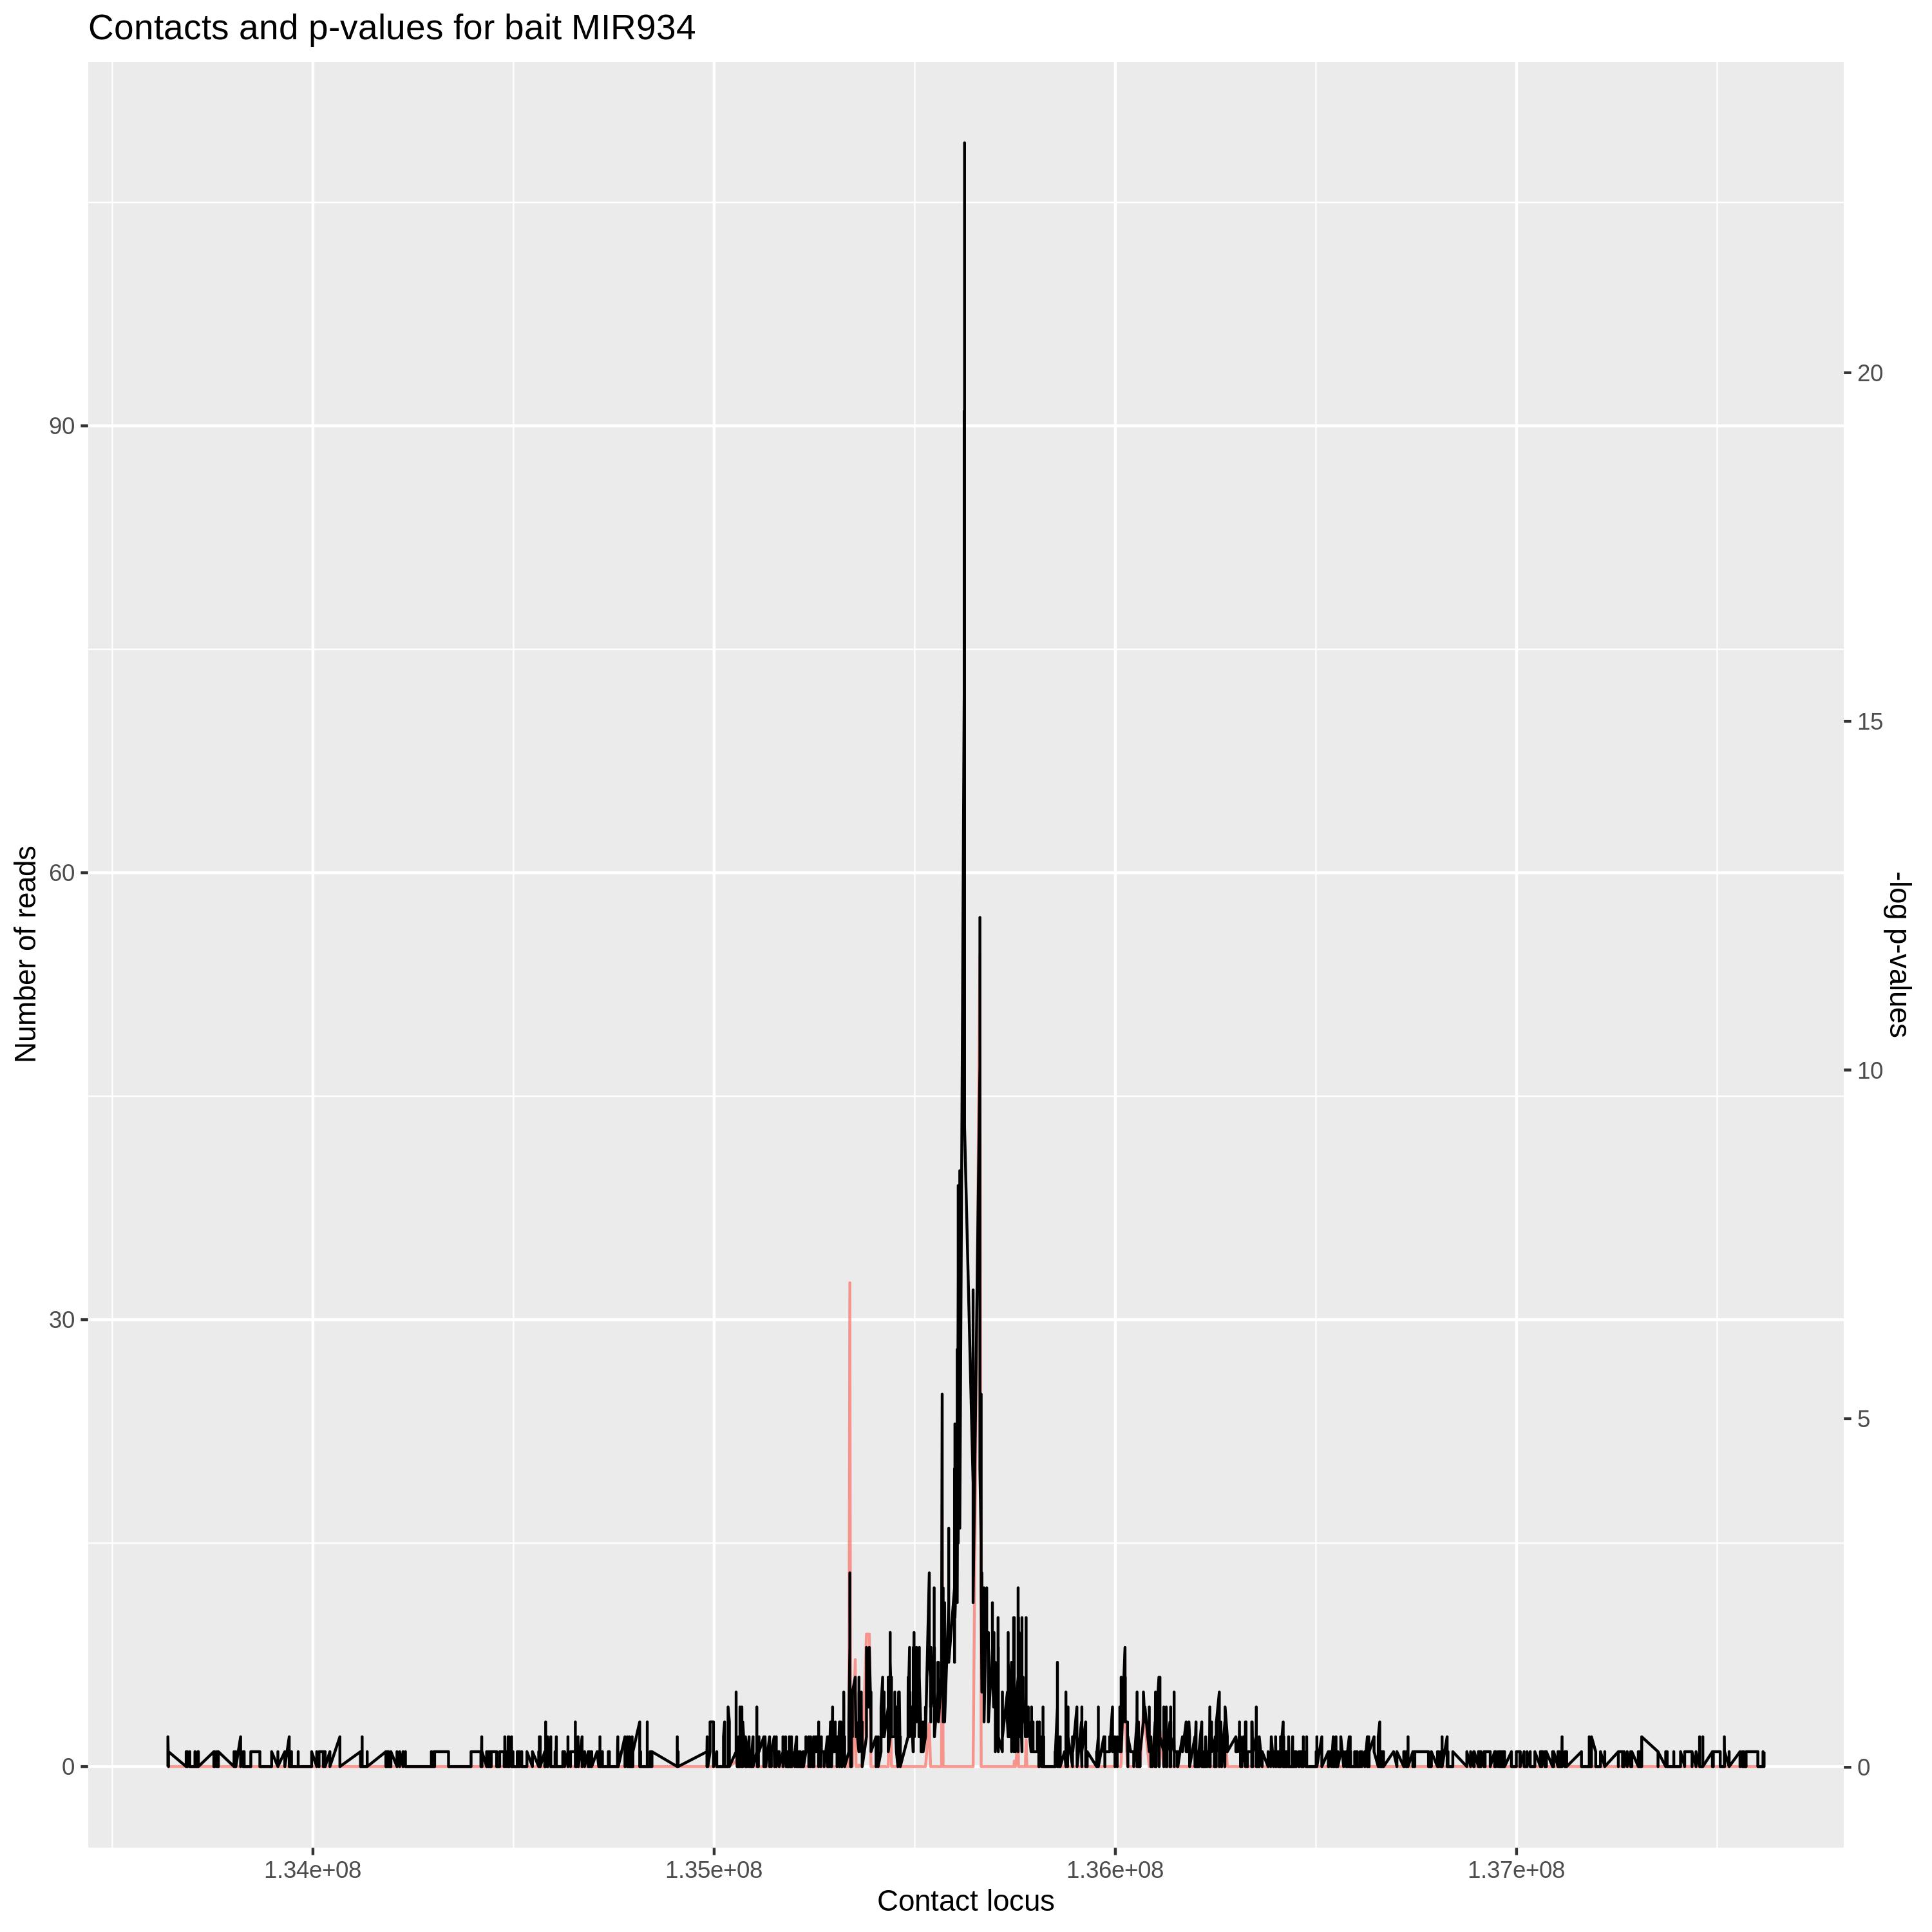 Contacts and p-values for bait MIR934
Number of reads
90
60
30
0
20
15
10
5
0
-log p-values
1.34e+08
1.35e+08
1.36e+08
1.37e+08
Contact locus